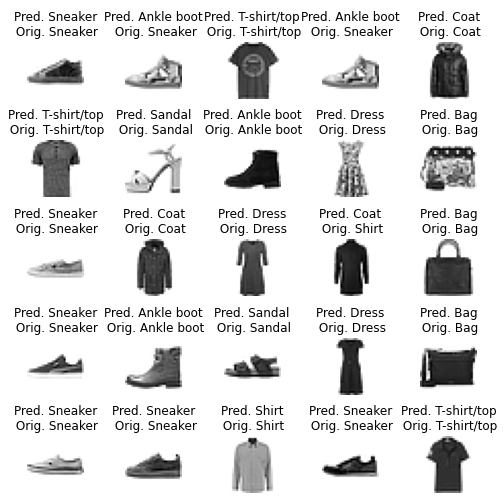 Pred. Sneaker Pred. Ankle boot Pred. T-shirt/top Pred. Ankle boot Pred. Coat
Orig. Sneaker Orig. Sneaker Orig. T-shirt/top Orig. Sneaker Orig. Coat
Pred. T-shirt/top Pred. Sandal Pred. Ankle boot Pred. Dress Pred. Bag
Orig. T-shirt/top Orig. Sandal Orig. Ankle boot Orig. Dress Orig. Bag
Pred. Sneaker Pred. Coat Pred. Dress Pred. Coat Pred. Bag
Orig. Sneaker Orig. Coat Orig. Dress Orig. Shirt Orig. Bag
Pred. Sneaker Pred. Ankle boot Pred. Sandal Pred. Dress Pred. Bag
Orig. Sneaker Orig. Ankle boot Orig. Sandal Orig. Dress Orig. Bag
Pred. Sneaker Pred. Sneaker Pred. Shirt Pred. Sneaker Pred. T-shirt/top
Orig. Sneaker Orig. Sneaker Orig. Shirt Orig. Sneaker Orig. T-shirt/top